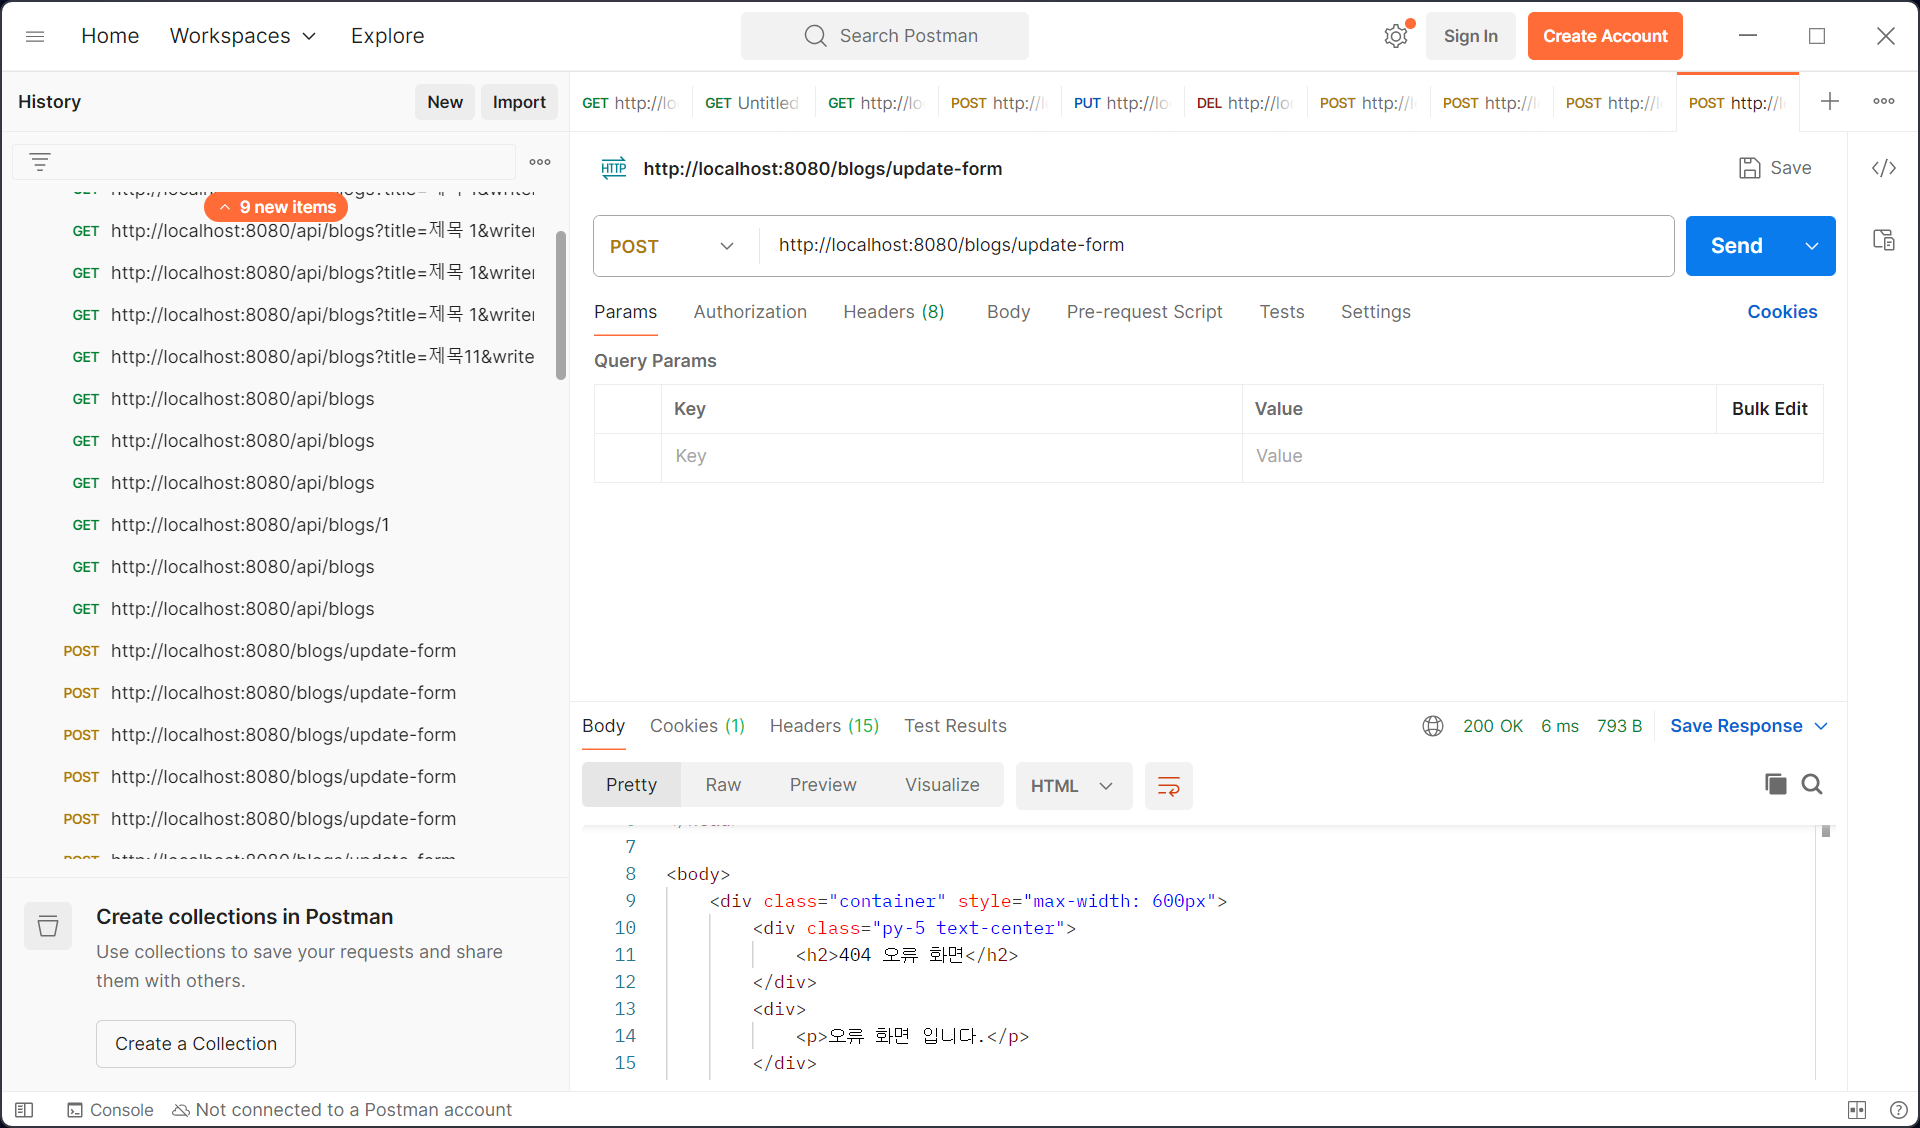 Home
Workspaces
Explore
Search Postman
Sign In
Create Account
History
New
Import
GET http://lo
GET Untitled
GET http://lo
POST http://l
PUT http://lo
DEL http://lo
POST http://l
POST http://l
POST http://l
POST http://l
9 new items
GET http://localhost:8080/api/blogs?title=제목 1&writer
GET http://localhost:8080/api/blogs?title=제목 1&writer
GET http://localhost:8080/api/blogs?title=제목 1&writer
GET http://localhost:8080/api/blogs?title=제목11&write
GET http://localhost:8080/api/blogs
GET http://localhost:8080/api/blogs
GET http://localhost:8080/api/blogs
GET http://localhost:8080/api/blogs/1
GET http://localhost:8080/api/blogs
GET http://localhost:8080/api/blogs
POST http://localhost:8080/blogs/update-form
POST http://localhost:8080/blogs/update-form
POST http://localhost:8080/blogs/update-form
POST http://localhost:8080/blogs/update-form
POST http://localhost:8080/blogs/update-form
Create collections in Postman
Use collections to save your requests and share
them with others.
Create a Collection
HTTP http://localhost:8080/blogs/update-form
Save
</>
POST
http://localhost:8080/blogs/update-form
Send
Params
Authorization
Headers (8)
Body
Pre-request Script
Tests
Settings
Cookies
Query Params
Key
Value
Bulk Edit
Key
Value
Body
Cookies (1)
Headers (15)
Test Results
200 OK
6 ms
793 B
Save Response
Pretty
Raw
Preview
Visualize
HTML
7
8 <body>
9 <div class="container" style="max-width: 600px">
10 <div class="py-5 text-center">
11 <h2>404 오류 화면</h2>
12 </div>
13 <div>
14 <p>오류 화면 입니다.</p>
15 </div>
Console
Not connected to a Postman account